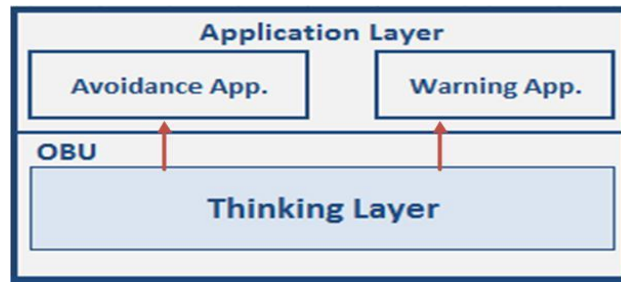 Application Layer
Avoidance App.
Warning App.
OBU
Thinking Layer